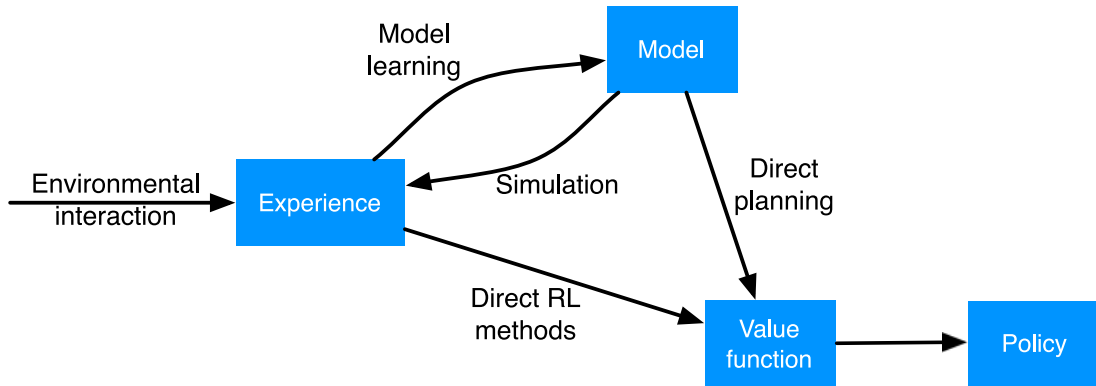 Model
learning
Model
Environmental
interaction
Experience
Simulation
Direct
planning
Direct RL
methods
Value
function
Policy